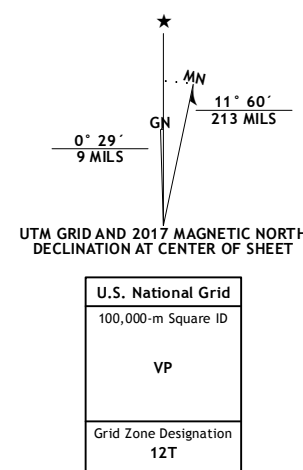 ★
MN
GN
11° 60´
213 MILS
0° 29´
9 MILS
UTM GRID AND 2017 MAGNETIC NORTH
DECLINATION AT CENTER OF SHEET
U.S. National Grid
100,000-m Square ID
VP
Grid Zone Designation
12T